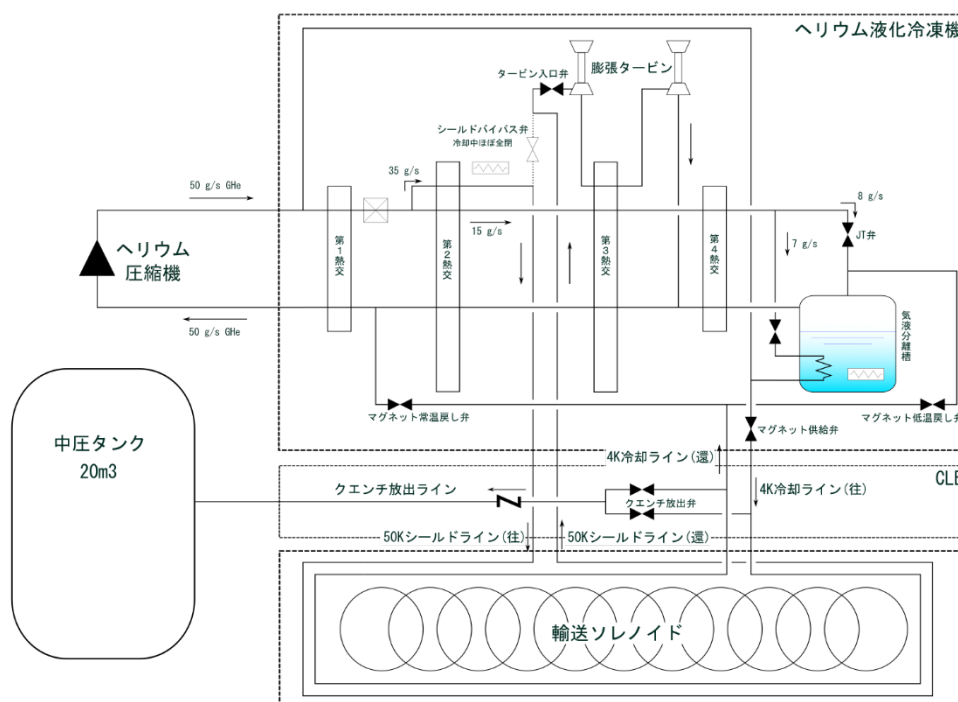 ヘリウム液化冷凍機
膨張タービン
タービン入口弁
シールドバイパス弁
冷却中ほぼ全閉
35 g/s
50 g/s GHe
8 g/s
15 g/s
7 g/s
JT弁
ヘリウム
圧縮機
第1熱交
第2熱交
第3熱交
第4熱交
50 g/s GHe
気液分離槽
マグネット常温戻し弁
マグネット低温戻し弁
マグネット供給弁
中圧タンク
20m3
4K冷却ライン(還)
CLB
クエンチ放出ライン
4K冷却ライン(往)
クエンチ放出弁
50Kシールドライン(往)
50Kシールドライン(還)
輸送ソレノイド